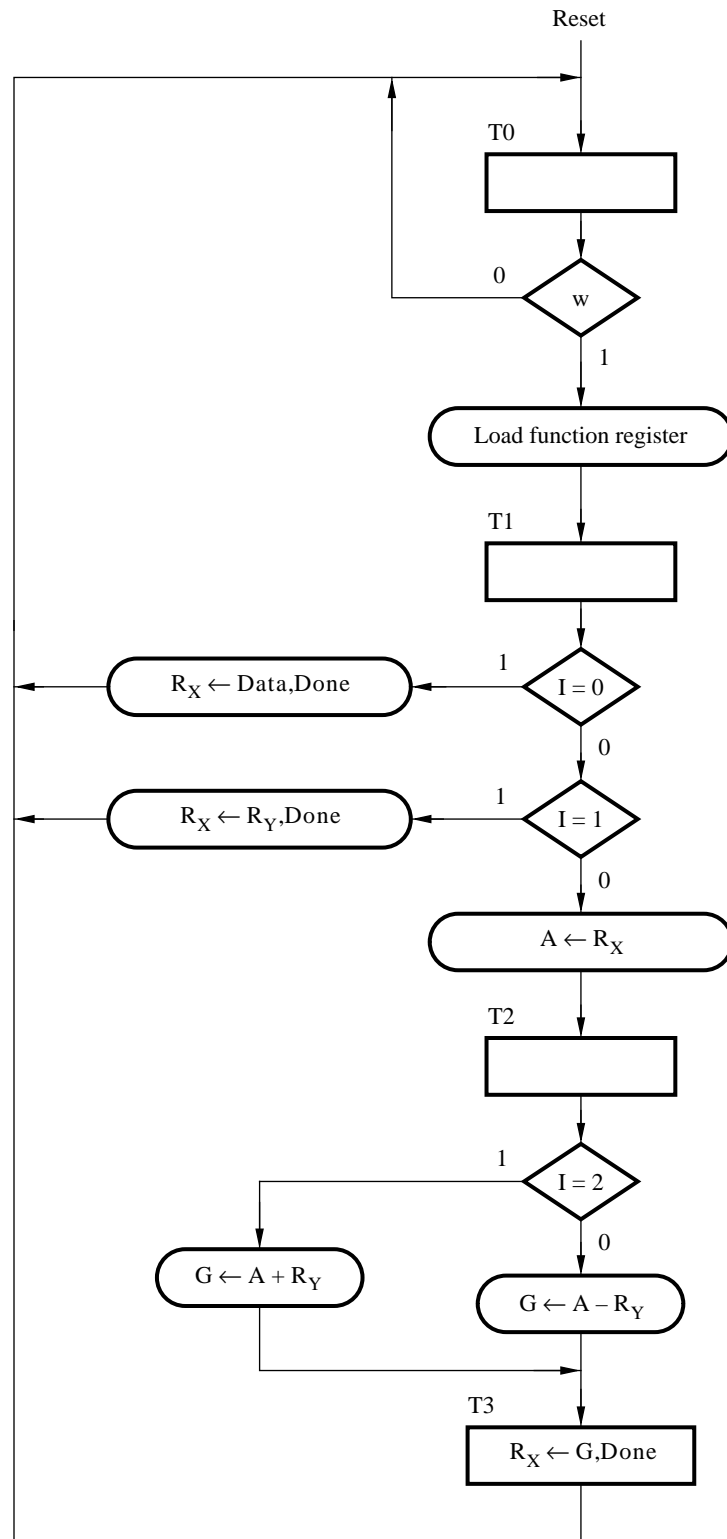 Reset
T0
0
w
1
Load function register
T1
1
R_X ← Data,Done
I = 0
0
1
R_X ← R_Y,Done
I = 1
0
A ← R_X
T2
1
I = 2
0
G ← A + R_Y
G ← A – R_Y
T3
R_X ← G,Done